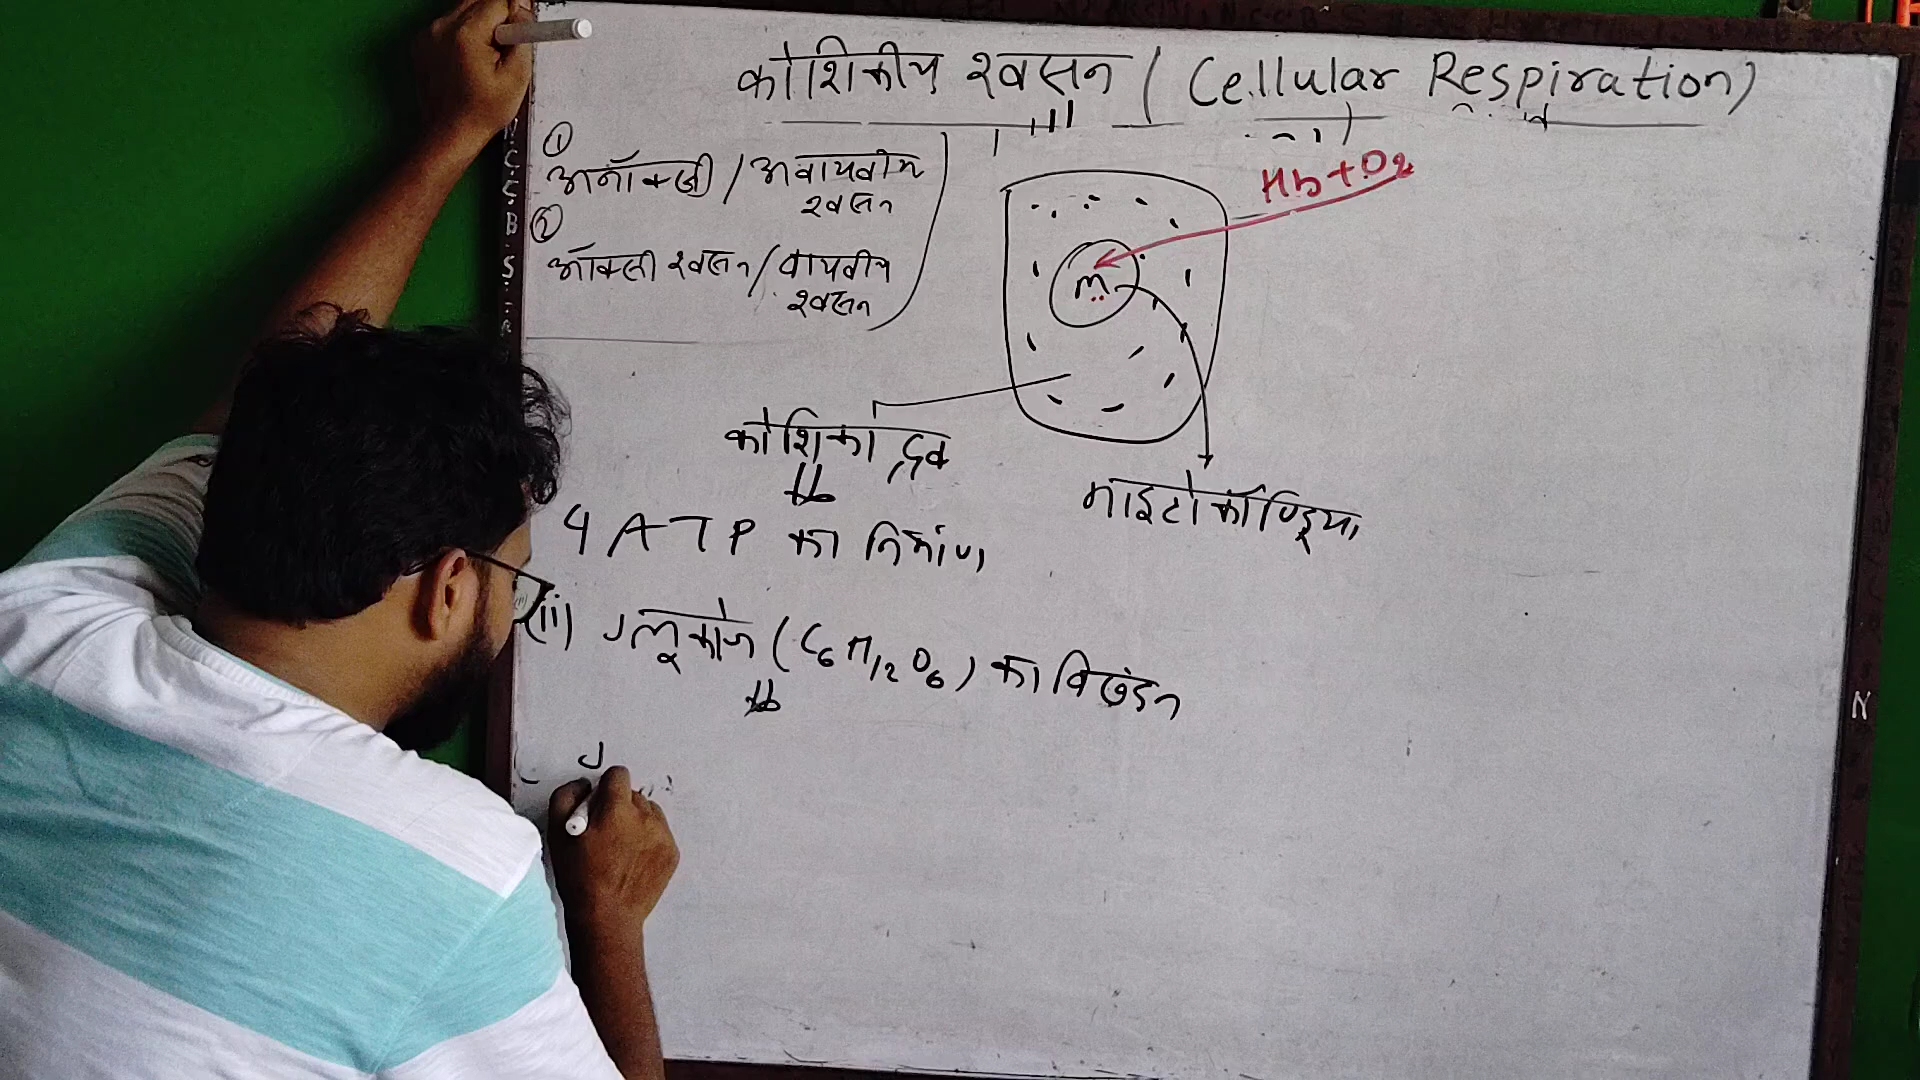 कोशिकीय श्वसन ( Cellular Respiration)
①
अनॉक्सी / अवायवीय
श्वसन
②
ऑक्सी श्वसन / वायवीय
श्वसन
Hb+O2
m
कोशिका द्रव
माइटोकॉण्ड्रिया
4 ATP का निर्माण
(ii) ग्लूकोज (C6H12O6) का विखंडन
N
C
C
B
S